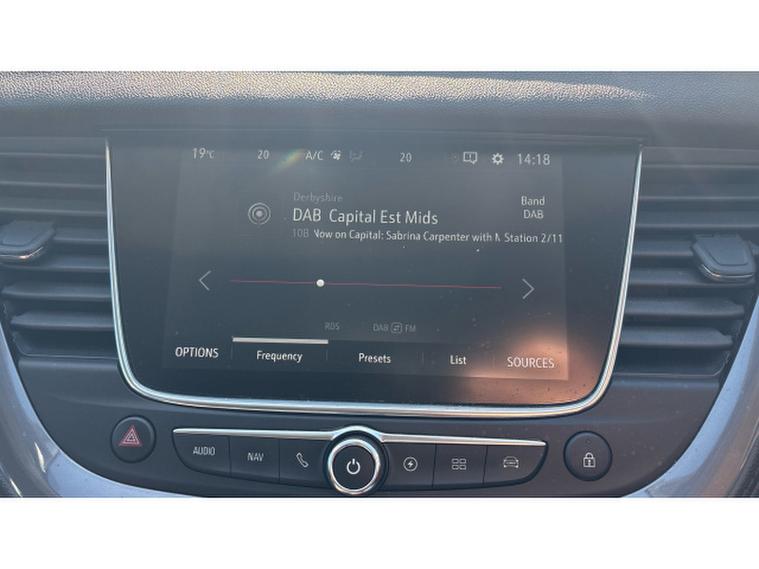 19°C 20 A/C 20 14:18
Derbyshire
DAB Capital Est Mids
Band
DAB
10B Now on Capital: Sabrina Carpenter with M Station 2/11
RDS DAB FM
OPTIONS Frequency Presets List SOURCES
AUDIO NAV